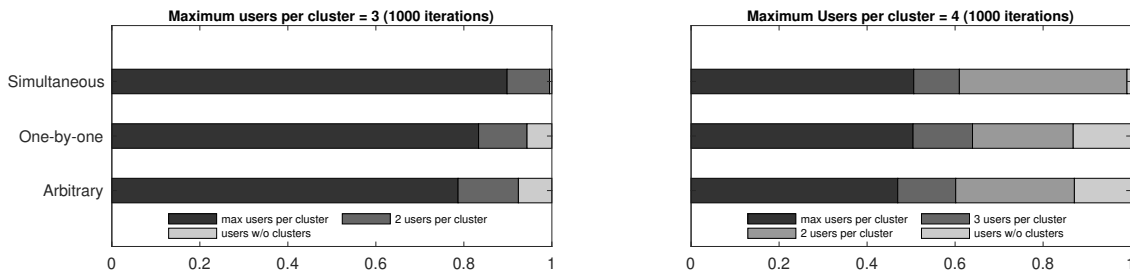 Maximum users per cluster = 3 (1000 iterations)
Simultaneous
One-by-one
Arbitrary
max users per cluster 2 users per cluster
users w/o clusters
0 0.2 0.4 0.6 0.8 1
Maximum Users per cluster = 4 (1000 iterations)
max users per cluster 3 users per cluster
2 users per cluster users w/o clusters
0 0.2 0.4 0.6 0.8 1